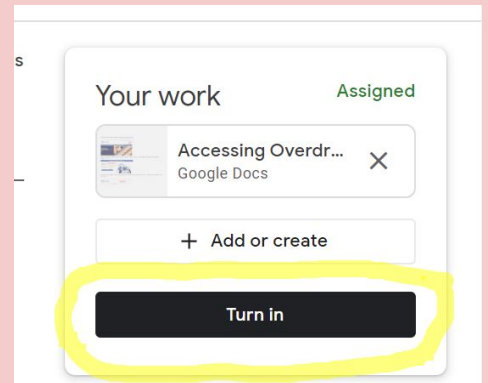 s
Your work
Assigned
Accessing Overdr...
Google Docs
+ Add or create
Turn in